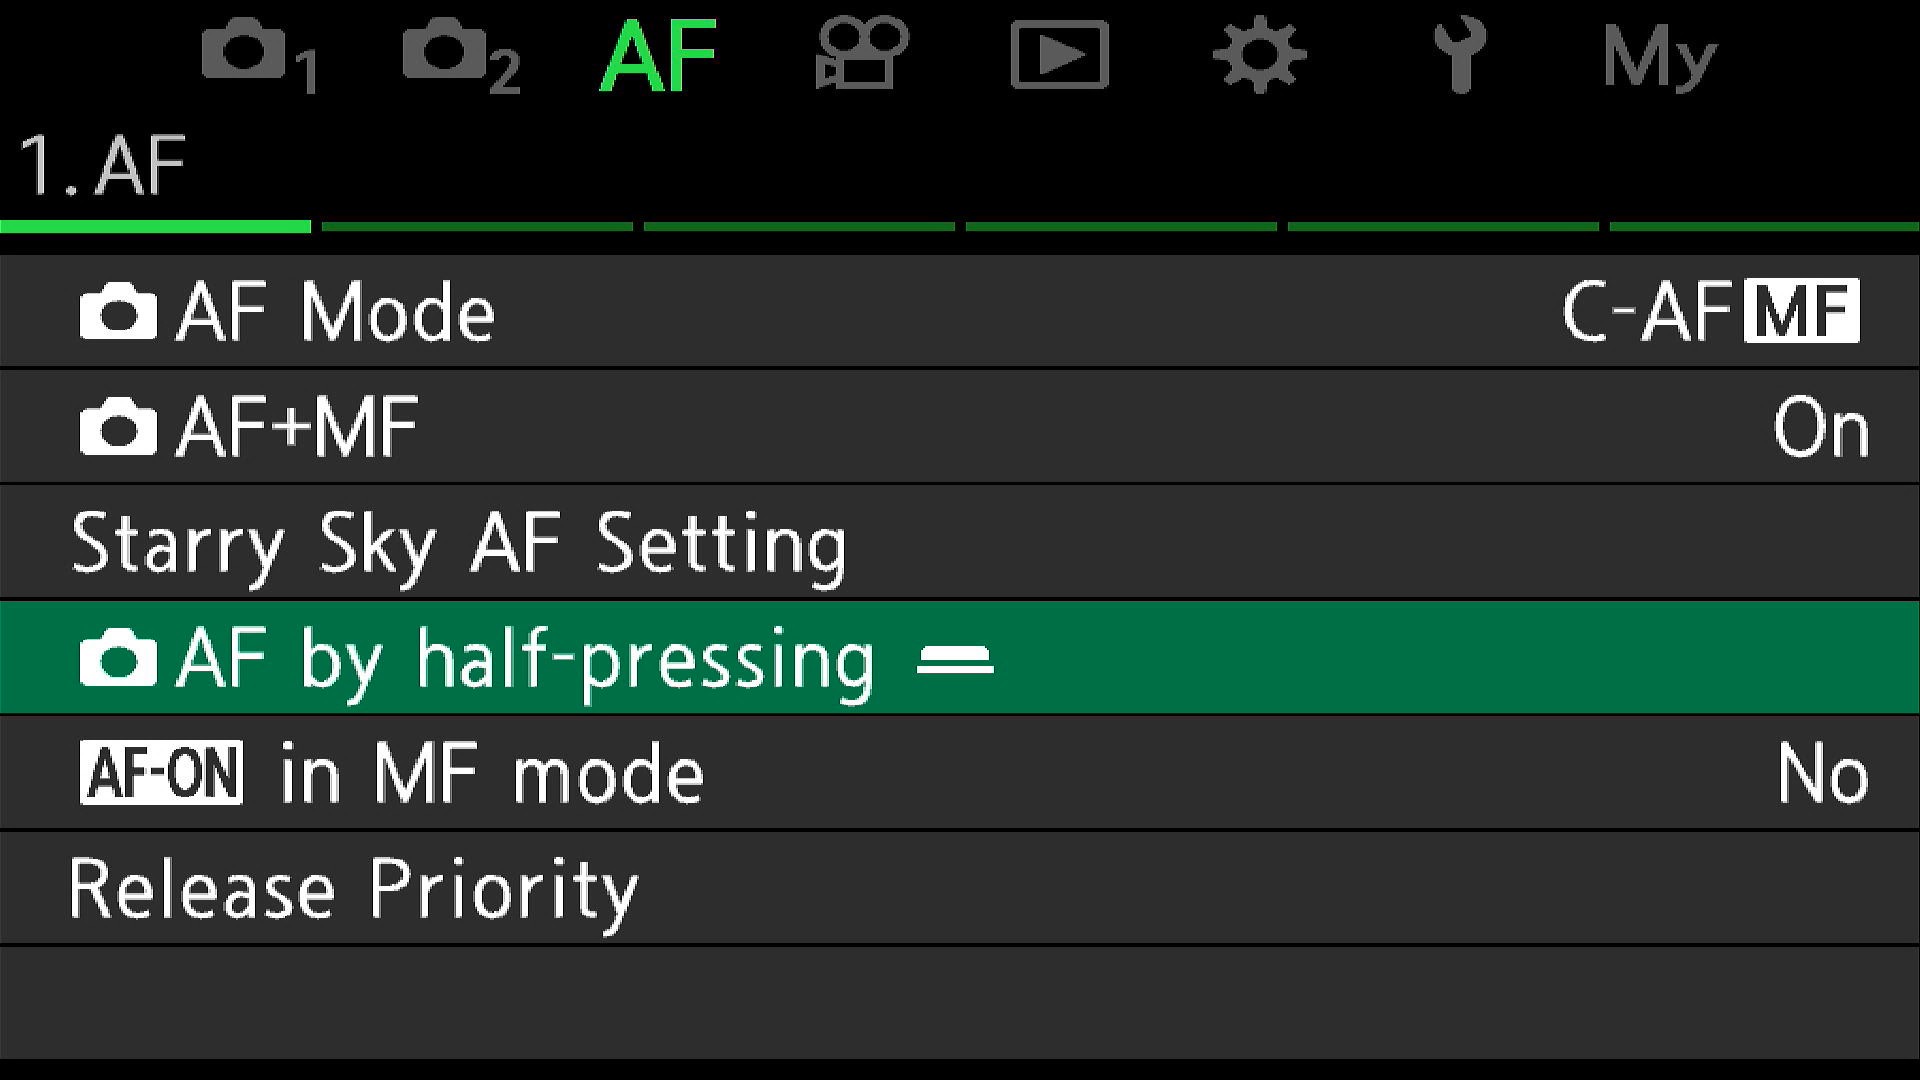 1 2 AF My
1. AF
AF Mode C-AF MF
AF+MF On
Starry Sky AF Setting
AF by half-pressing
AF-ON in MF mode No
Release Priority